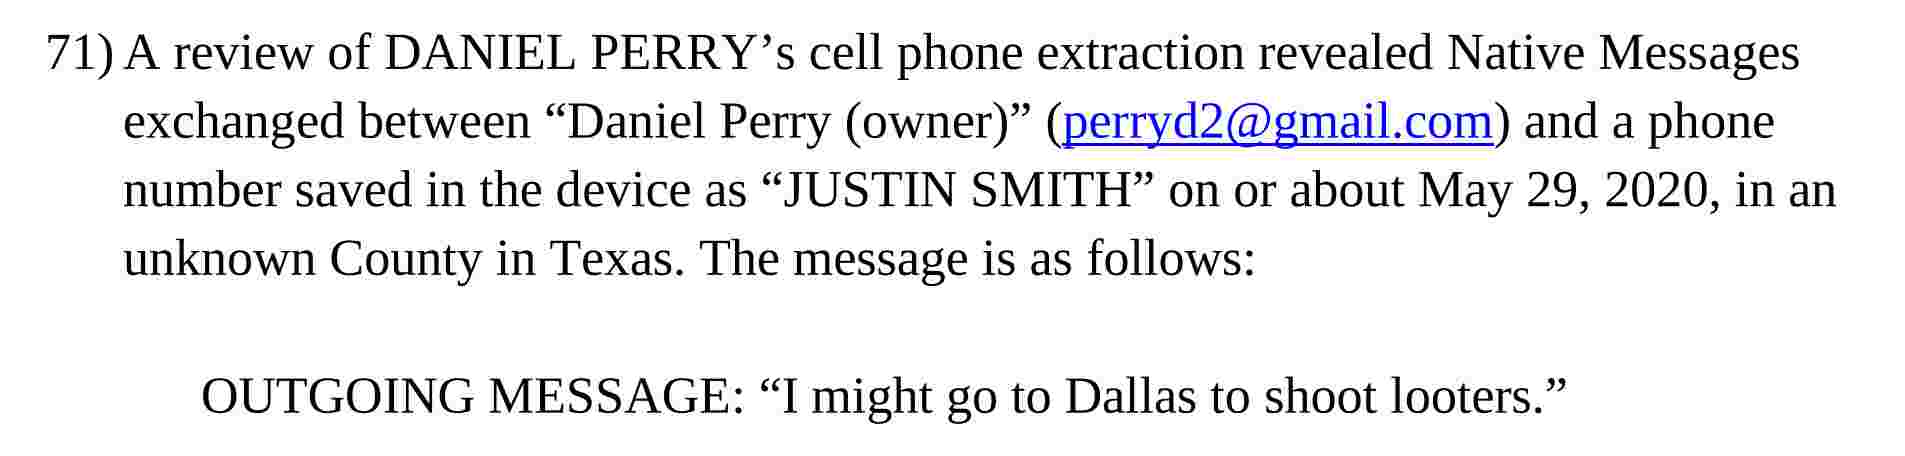 71) A review of DANIEL PERRY’s cell phone extraction revealed Native Messages
exchanged between “Daniel Perry (owner)” (perryd2@gmail.com) and a phone
number saved in the device as “JUSTIN SMITH” on or about May 29, 2020, in an
unknown County in Texas. The message is as follows:
OUTGOING MESSAGE: “I might go to Dallas to shoot looters.”